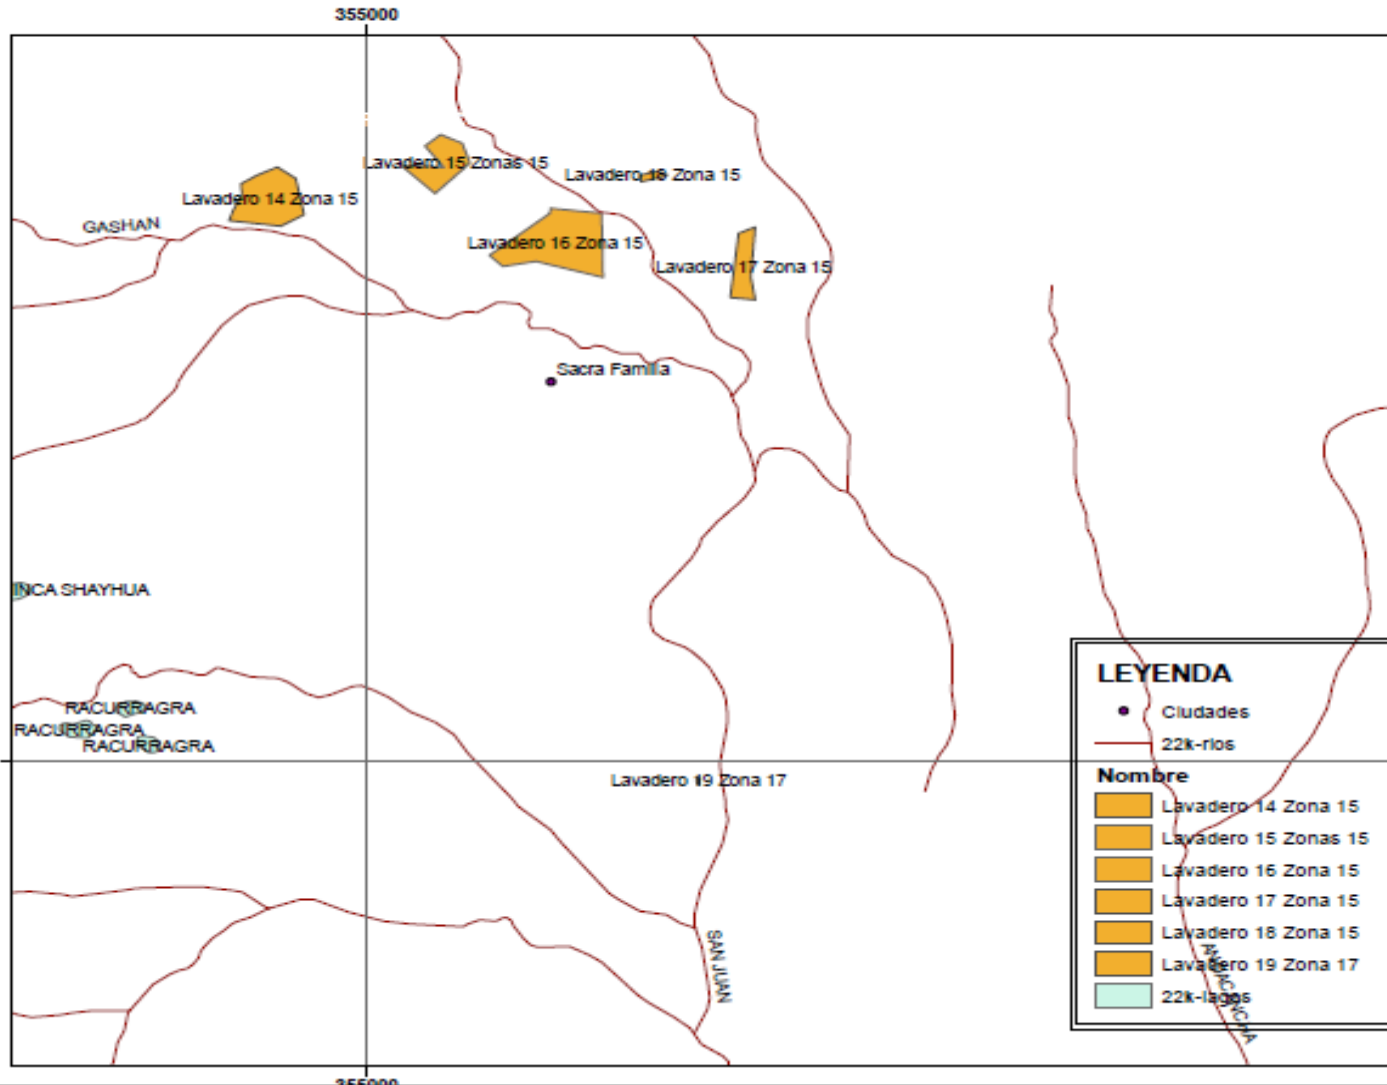 355000
Lavadero 15 Zonas 15
Lavadero 18 Zona 15
Lavadero 14 Zona 15
GASHAN
Lavadero 16 Zona 15
Lavadero 17 Zona 15
Sacra Familia
INCA SHAYHUA
RACURRAGRA
RACURRAGRA
RACURRAGRA
Lavadero 19 Zona 17
SAN JUAN
LEYENDA
Ciudades
22k-rios
Nombre
Lavadero 14 Zona 15
Lavadero 15 Zonas 15
Lavadero 16 Zona 15
Lavadero 17 Zona 15
Lavadero 18 Zona 15
Lavadero 19 Zona 17
22k-lagos
355000